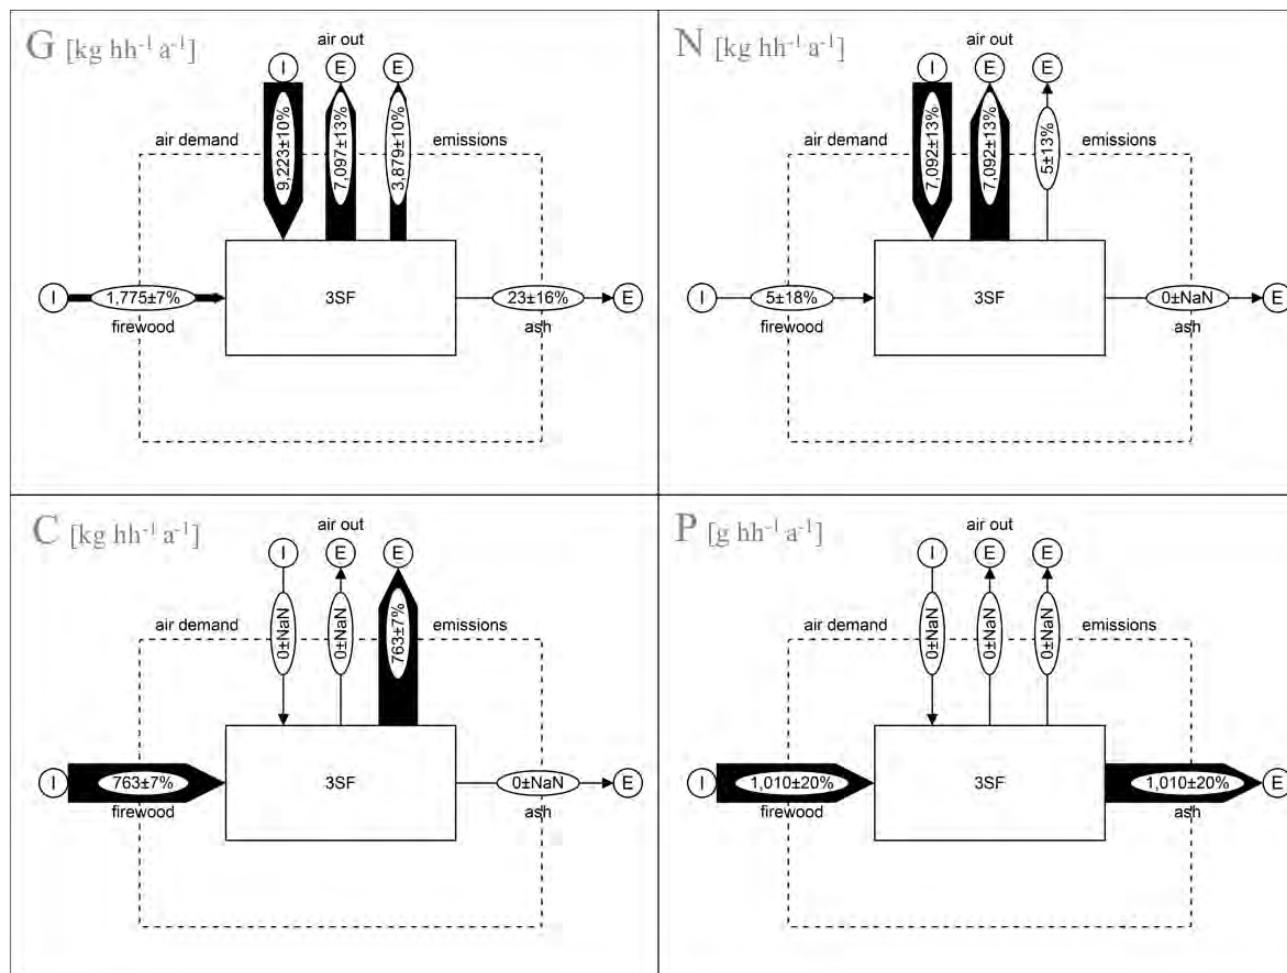 G [kg hh⁻¹ a⁻¹]
air out
I E E
air demand
9,223±10%
7,097±13%
3,879±10%
emissions
I 1,775±7% 3SF 23±16% E
firewood ash
N [kg hh⁻¹ a⁻¹]
air out
I E E
air demand
7,092±13%
7,092±13%
5±13%
emissions
I 5±18% 3SF 0±NaN E
firewood ash
C [kg hh⁻¹ a⁻¹]
air out
I E E
air demand
0±NaN
0±NaN
763±7%
emissions
I 763±7% 3SF 0±NaN E
firewood ash
P [g hh⁻¹ a⁻¹]
air out
I E E
air demand
0±NaN
0±NaN
0±NaN
emissions
I 1,010±20% 3SF 1,010±20% E
firewood ash